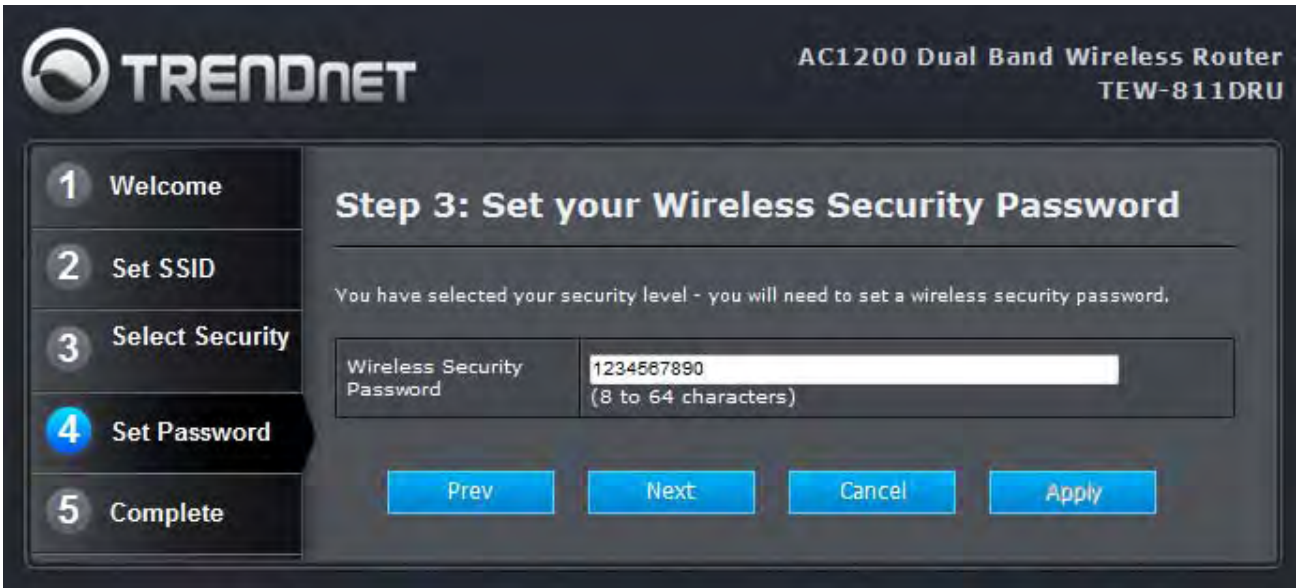 TRENDNET
AC1200 Dual Band Wireless Router
TEW-811DRU
1 Welcome
2 Set SSID
3 Select Security
4 Set Password
5 Complete
Step 3: Set your Wireless Security Password
You have selected your security level - you will need to set a wireless security password.
Wireless Security
Password
1234567890
(8 to 64 characters)
Prev Next Cancel Apply